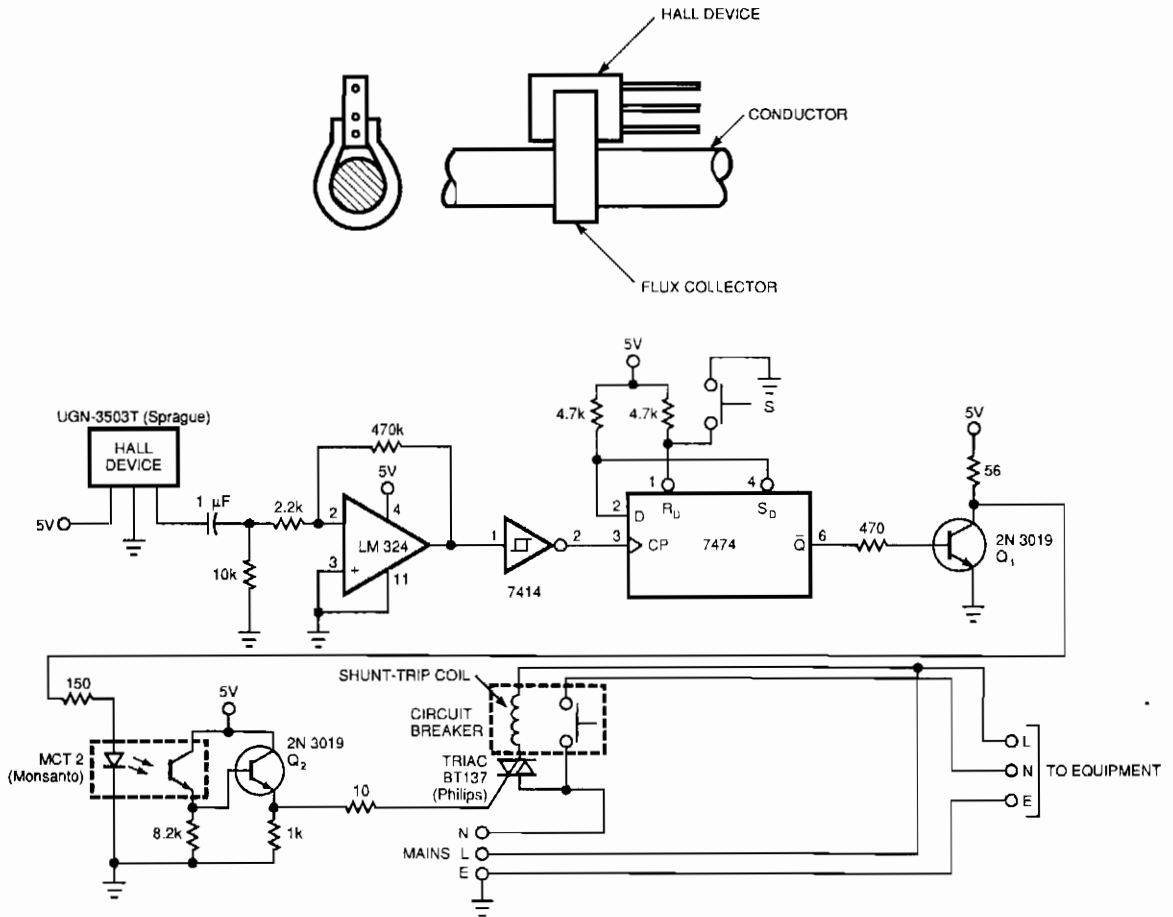 HALL DEVICE
CONDUCTOR
FLUX COLLECTOR
UGN-3503T (Sprague)
HALL
DEVICE
5V
1 µF
10k
2.2k
470k
5V
2
4
LM 324
3
+
11
1
2
7414
5V
4.7k
4.7k
S
1
4
R_D
S_D
2
D
3
CP
7474
Q̄
6
470
5V
56
2N 3019
Q1
150
MCT 2
(Monsanto)
5V
2N 3019
Q2
8.2k
1k
10
SHUNT-TRIP COIL
CIRCUIT
BREAKER
TRIAC
BT137
(Philips)
N
MAINS L
E
L
N
E
TO EQUIPMENT